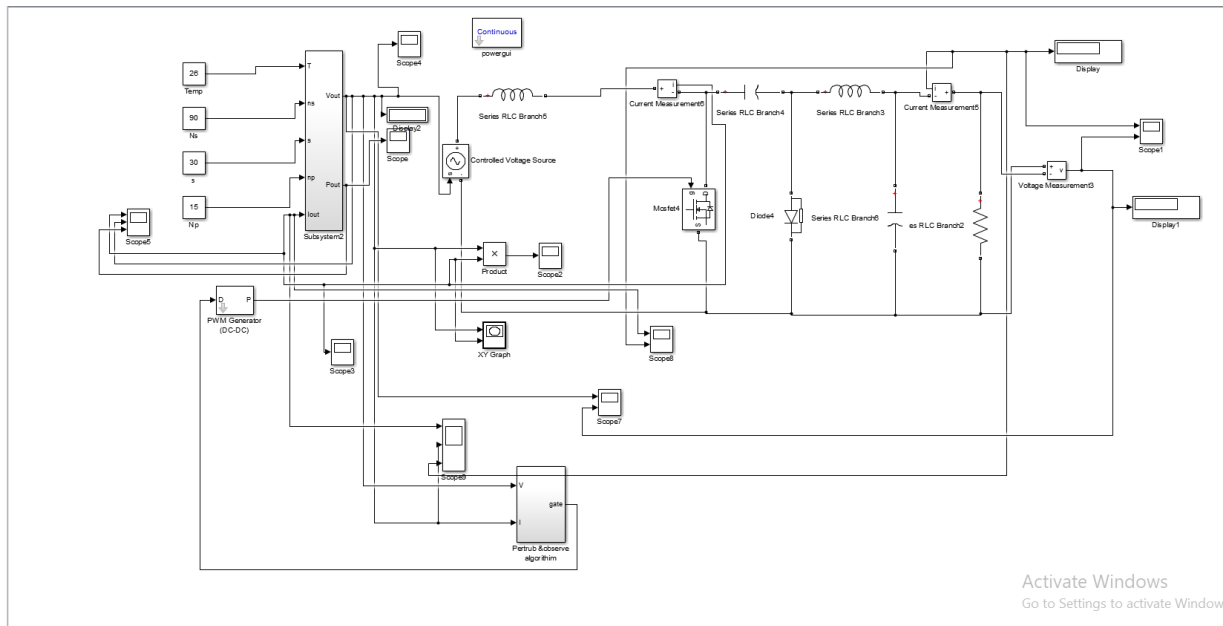 Continuous
powergui
Scope4
26
Temp
90
Ns
30
s
15
Np
T
ns
s
np
Vout
Pout
Iout
Subsystem2
Display2
Scope
Scope5
Series RLC Branch5
s
Controlled Voltage Source
Current Measurement6
i
Series RLC Branch4
Series RLC Branch3
Current Measurement5
i
Display
Scope1
v
Voltage Measurement3
Display1
g
D
S
Mosfet4
Diode4
Series RLC Branch6
es RLC Branch2
×
Product
Scope2
D
P
PWM Generator
(DC-DC)
XY Graph
Scope3
Scope8
Scope7
Scope9
V
I
gate
Pertrub &observe
algorithim
Activate Windows
Go to Settings to activate Window